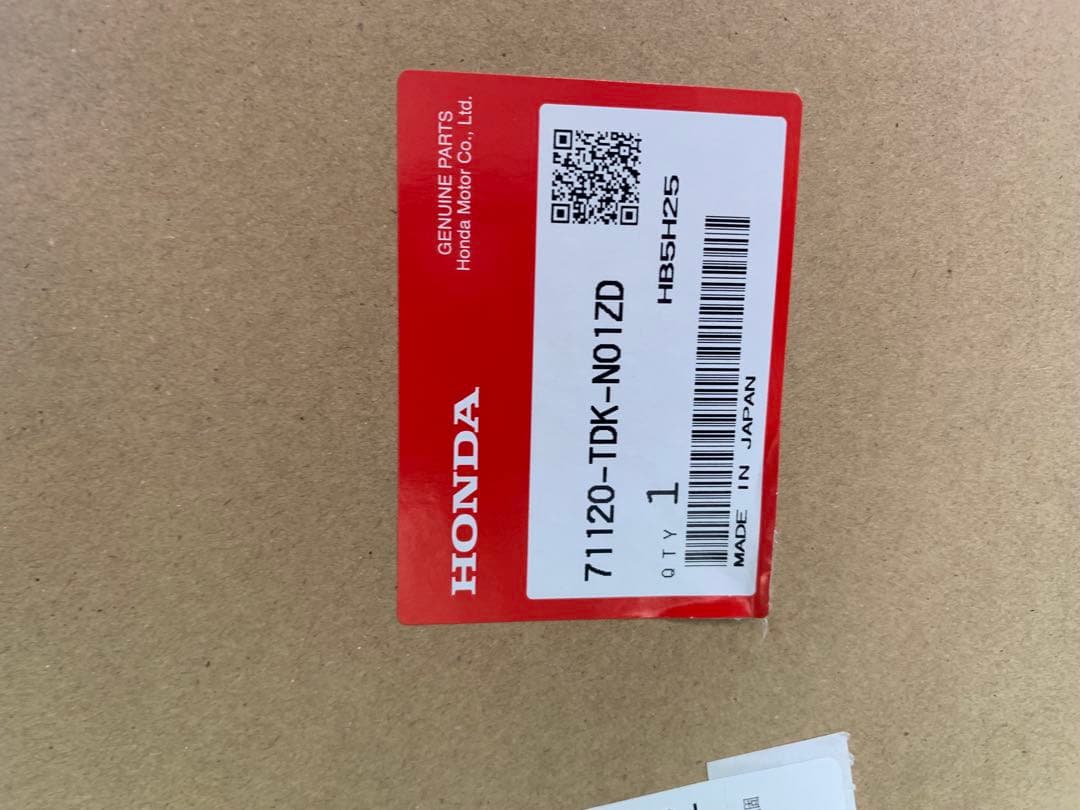 HONDA
GENUINE PARTS
Honda Motor Co., Ltd.
71120-TDK-N01ZD
QTY 1
HB5H25
MADE IN JAPAN